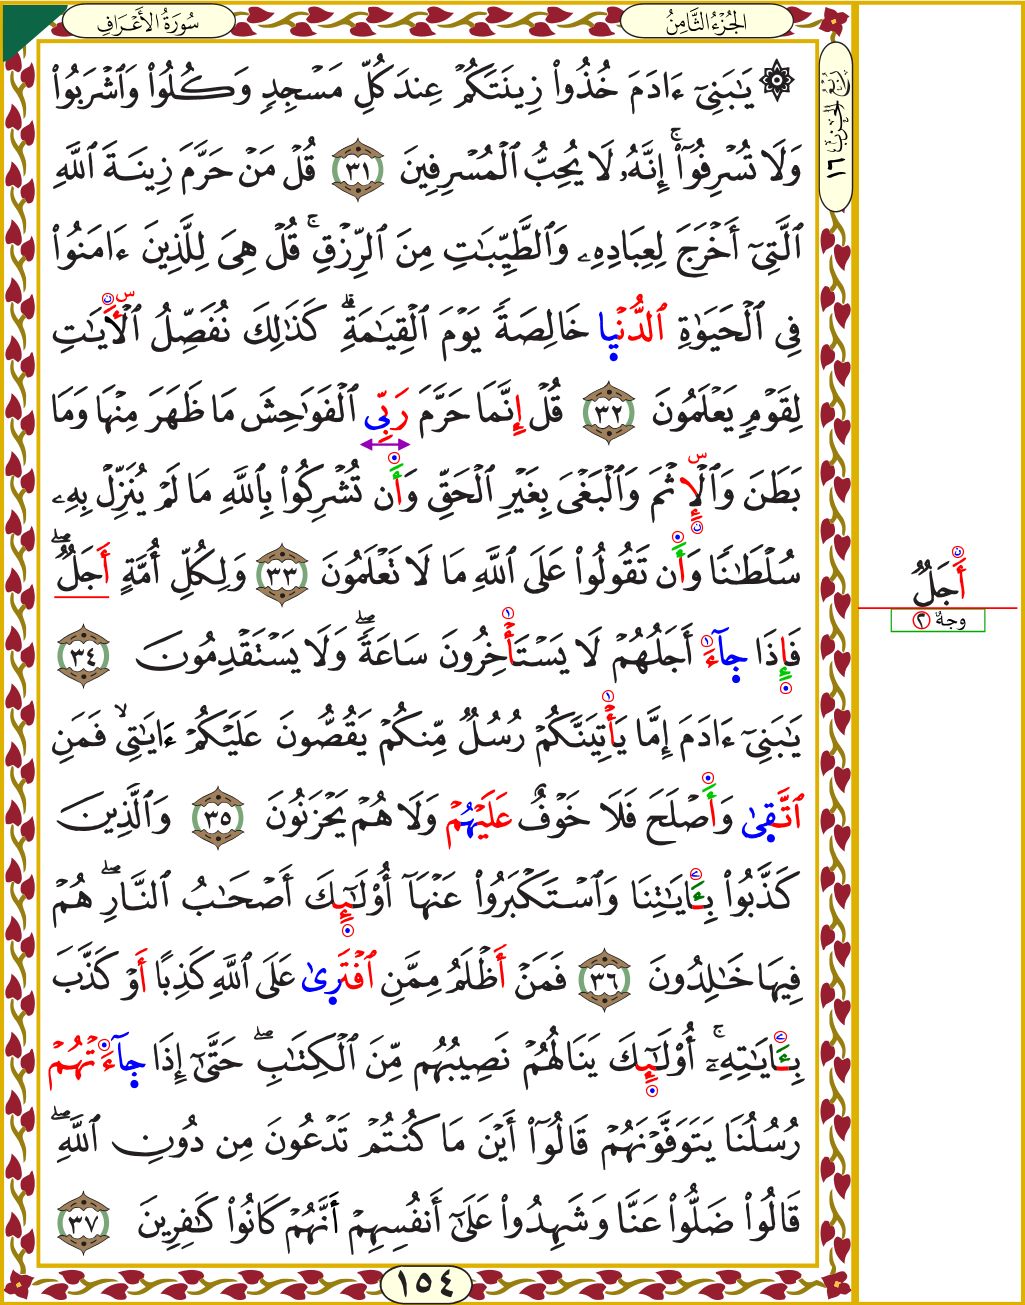 سُورَةُ الأَعْرَافِ
الجُزْءُ الثَّامِنُ
۞ يَٰبَنِىٓ ءَادَمَ خُذُوا۟ زِينَتَكُمْ عِندَ كُلِّ مَسْجِدٍ وَكُلُوا۟ وَٱشْرَبُوا۟
وَلَا تُسْرِفُوٓا۟ ۚ إِنَّهُۥ لَا يُحِبُّ ٱلْمُسْرِفِينَ ٣١ قُلْ مَنْ حَرَّمَ زِينَةَ ٱللَّهِ
ٱلَّتِىٓ أَخْرَجَ لِعِبَادِهِۦ وَٱلطَّيِّبَٰتِ مِنَ ٱلرِّزْقِ ۚ قُلْ هِىَ لِلَّذِينَ ءَامَنُوا۟
فِى ٱلْحَيَوٰةِ ٱلدُّنْيٜا خَالِصَةً يَوْمَ ٱلْقِيَٰمَةِ ۗ كَذَٰلِكَ نُفَصِّلُ ٱلْأَيَٰتِ
لِقَوْمٍ يَعْلَمُونَ ٣٢ قُلْ إِنَّمَا حَرَّمَ رَبِّى ٱلْفَوَٰحِشَ مَا ظَهَرَ مِنْهَا وَمَا
بَطَنَ وَٱلْإِثْمَ وَٱلْبَغْىَ بِغَيْرِ ٱلْحَقِّ وَأَن تُشْرِكُوا۟ بِٱللَّهِ مَا لَمْ يُنَزِّلْ بِهِۦ
سُلْطَٰنًا وَأَن تَقُولُوا۟ عَلَى ٱللَّهِ مَا لَا تَعْلَمُونَ ٣٣ وَلِكُلِّ أُمَّةٍ أَجَلٌ ۖ
فَإِذَا جَآءَ أَجَلُهُمْ لَا يَسْتَأْخِرُونَ سَاعَةً ۖ وَلَا يَسْتَقْدِمُونَ ٣٤
يَٰبَنِىٓ ءَادَمَ إِمَّا يَأْتِيَنَّكُمْ رُسُلٌ مِّنكُمْ يَقُصُّونَ عَلَيْكُمْ ءَايَٰتِى ۙ فَمَنِ
ٱتَّقىٰ وَأَصْلَحَ فَلَا خَوْفٌ عَلَيْهُمْ وَلَا هُمْ يَحْزَنُونَ ٣٥ وَٱلَّذِينَ
كَذَّبُوا۟ بِـَٔايَٰتِنَا وَٱسْتَكْبَرُوا۟ عَنْهَآ أُو۟لَٰٓئِكَ أَصْحَٰبُ ٱلنَّارِ ۖ هُمْ
فِيهَا خَٰلِدُونَ ٣٦ فَمَنْ أَظْلَمُ مِمَّنِ ٱفْتَرىٰ عَلَى ٱللَّهِ كَذِبًا أَوْ كَذَّبَ
بِـَٔايَٰتِهِۦٓ ۚ أُو۟لَٰٓئِكَ يَنَالُهُمْ نَصِيبُهُم مِّنَ ٱلْكِتَٰبِ ۖ حَتَّىٰٓ إِذَا جَآءَتْهُمْ
رُسُلُنَا يَتَوَفَّوْنَهُمْ قَالُوٓا۟ أَيْنَ مَا كُنتُمْ تَدْعُونَ مِن دُونِ ٱللَّهِ ۖ
قَالُوا۟ ضَلُّوا۟ عَنَّا وَشَهِدُوا۟ عَلَىٰٓ أَنفُسِهِمْ أَنَّهُمْ كَانُوا۟ كَٰفِرِينَ ٣٧
١٥٤
رُبُعُ الحِزْبِ ١٦
أَجَلٌ
وجهٌ ٢